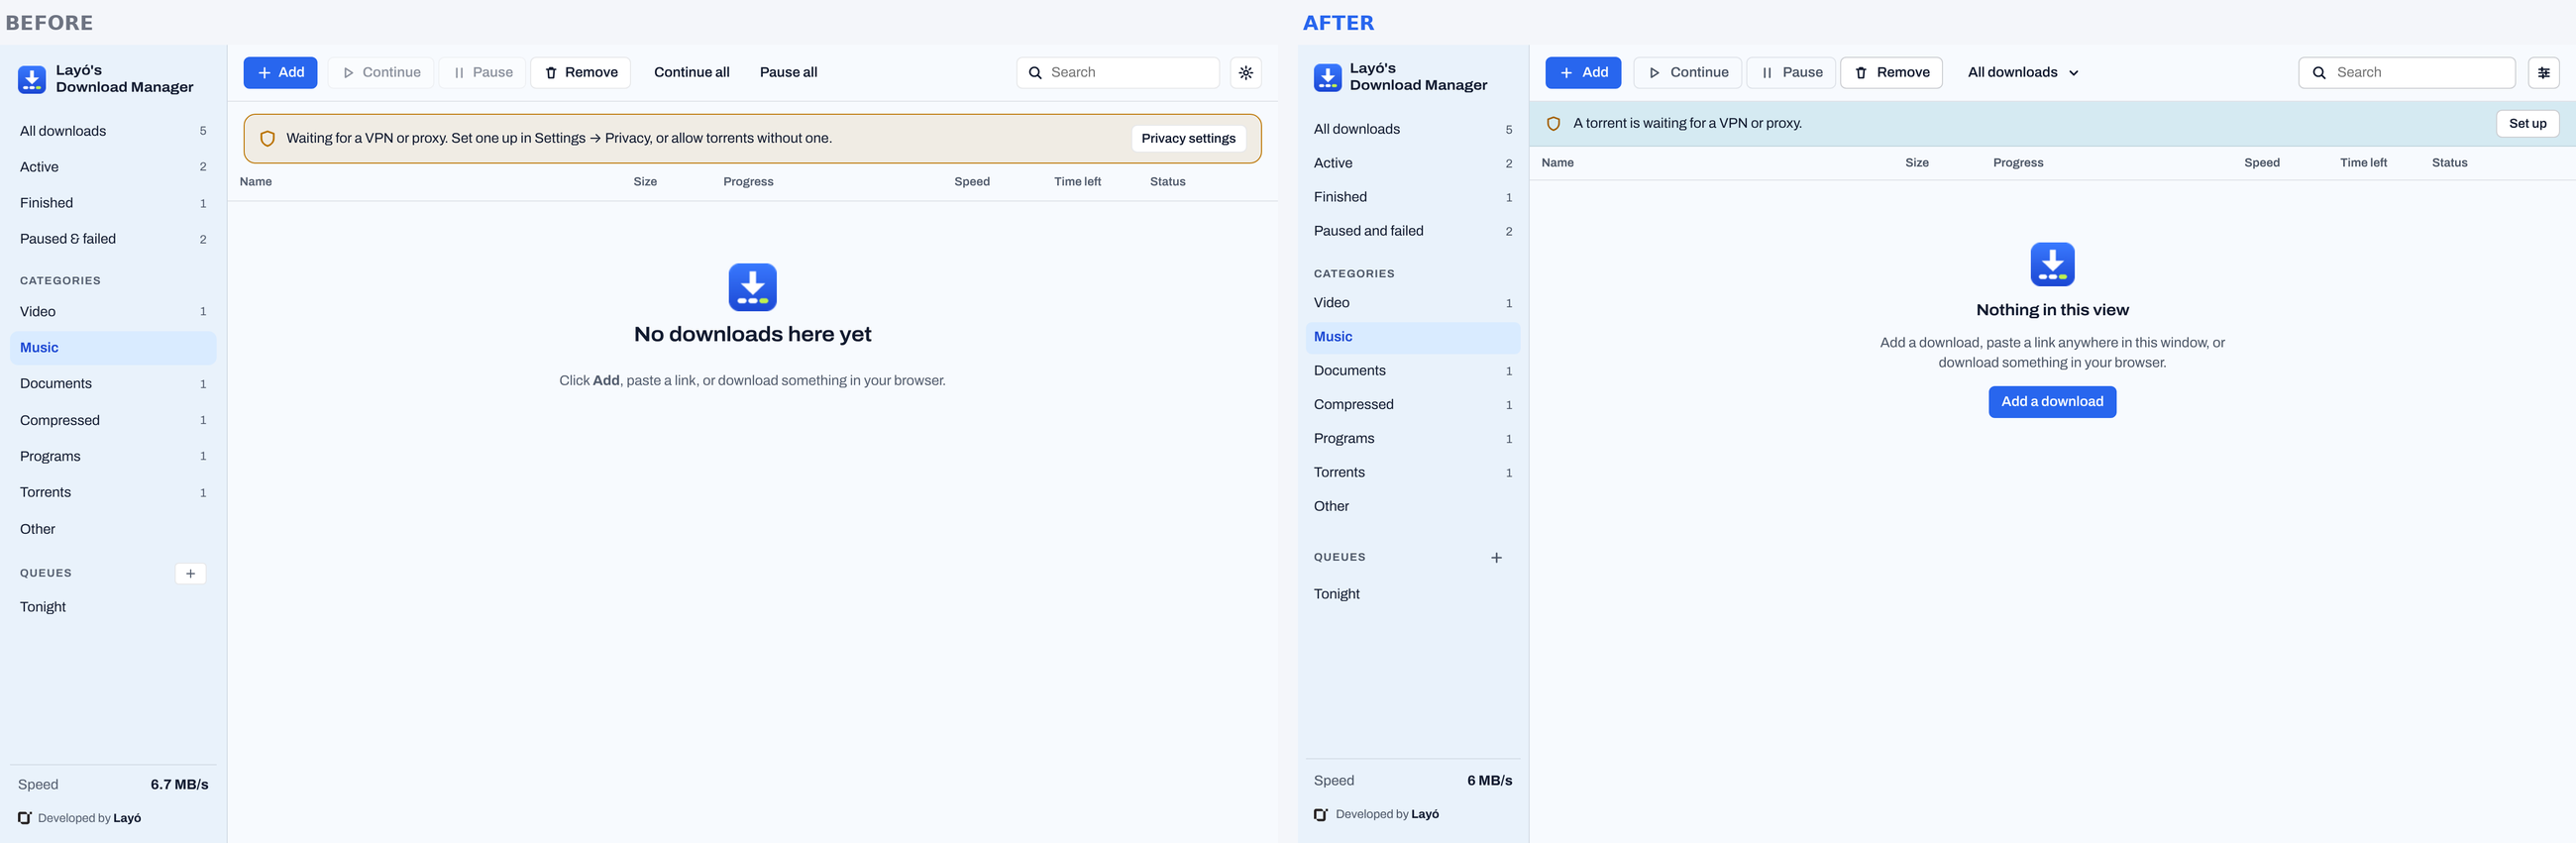 BEFORE
Layó's
Download Manager
All downloads 5
Active 2
Finished 1
Paused & failed 2
CATEGORIES
Video 1
Music
Documents 1
Compressed 1
Programs 1
Torrents 1
Other
QUEUES +
Tonight
Speed 6.7 MB/s
Developed by Layó
+ Add Continue Pause Remove Continue all Pause all Search
Waiting for a VPN or proxy. Set one up in Settings → Privacy, or allow torrents without one. Privacy settings
Name Size Progress Speed Time left Status
No downloads here yet
Click Add, paste a link, or download something in your browser.
AFTER
Layó's
Download Manager
All downloads 5
Active 2
Finished 1
Paused and failed 2
CATEGORIES
Video 1
Music
Documents 1
Compressed 1
Programs 1
Torrents 1
Other
QUEUES +
Tonight
Speed 6 MB/s
Developed by Layó
+ Add Continue Pause Remove All downloads Search
A torrent is waiting for a VPN or proxy. Set up
Name Size Progress Speed Time left Status
Nothing in this view
Add a download, paste a link anywhere in this window, or
download something in your browser.
Add a download